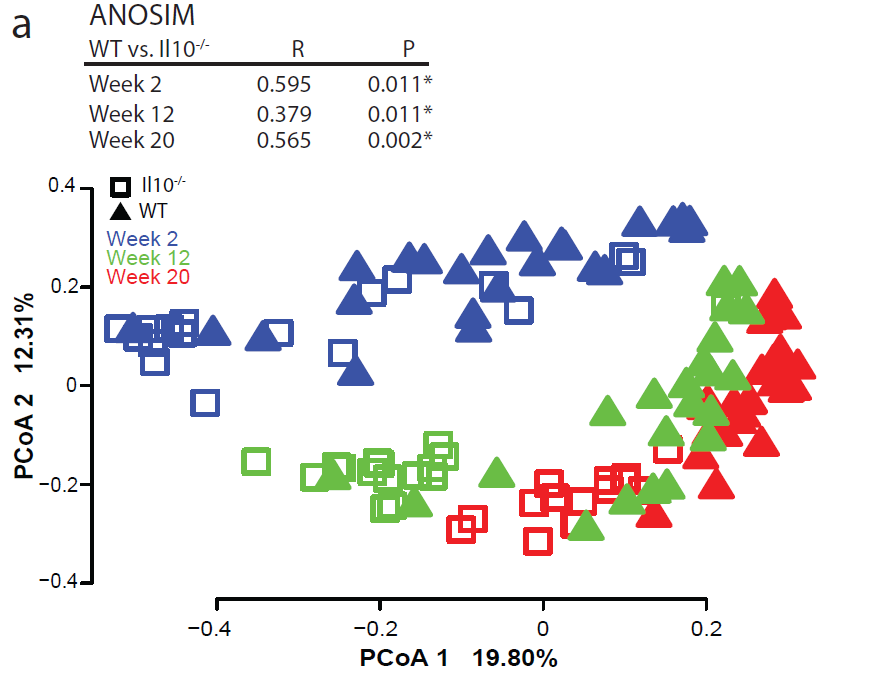 a
ANOSIM
WT vs. Il10-/- R P
Week 2 0.595 0.011*
Week 12 0.379 0.011*
Week 20 0.565 0.002*
0.4
Il10-/-
WT
Week 2
Week 12
Week 20
0.2
0
−0.2
−0.4
PCoA 2 12.31%
−0.4 −0.2 0 0.2
PCoA 1 19.80%